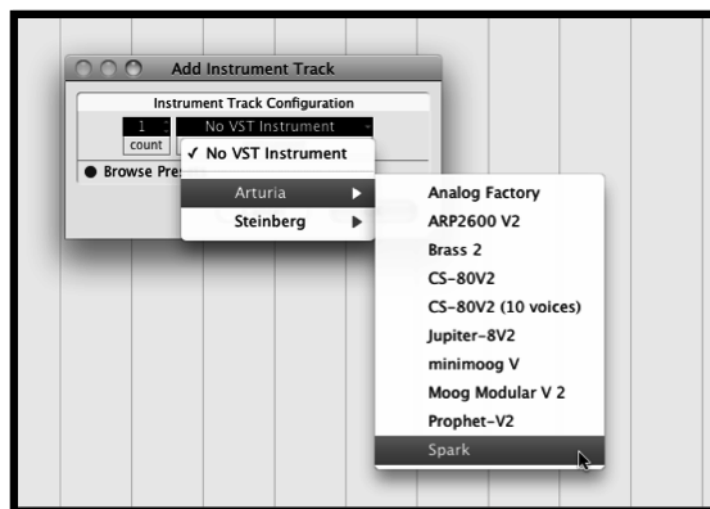 Add Instrument Track
Instrument Track Configuration
1 No VST Instrument
count
✓ No VST Instrument
Browse Pre
Arturia
Steinberg
Analog Factory
ARP2600 V2
Brass 2
CS-80V2
CS-80V2 (10 voices)
Jupiter-8V2
minimoog V
Moog Modular V 2
Prophet-V2
Spark